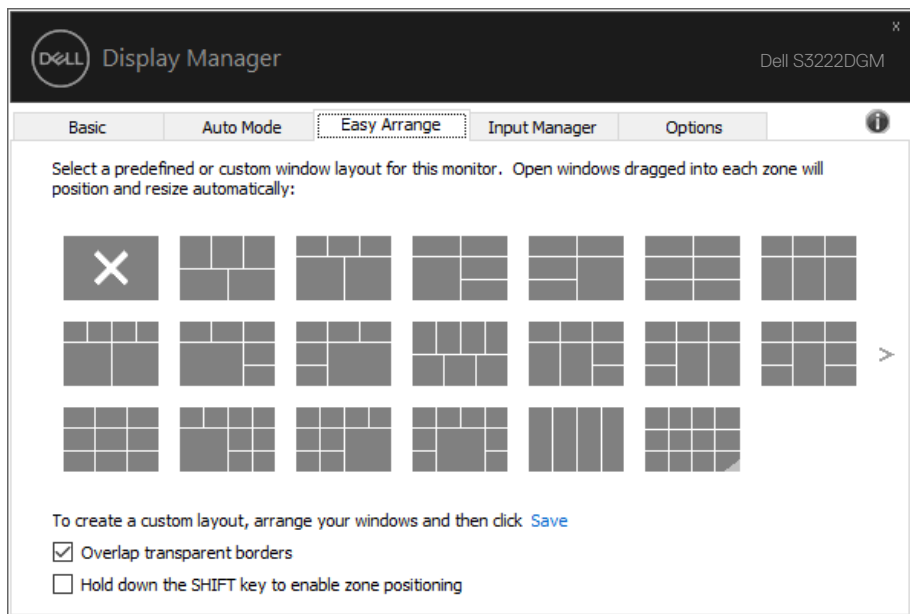 DELL Display Manager
x
Dell S3222DGM
Basic Auto Mode Easy Arrange Input Manager Options
Select a predefined or custom window layout for this monitor. Open windows dragged into each zone will
position and resize automatically:
>
To create a custom layout, arrange your windows and then click Save
Overlap transparent borders
Hold down the SHIFT key to enable zone positioning